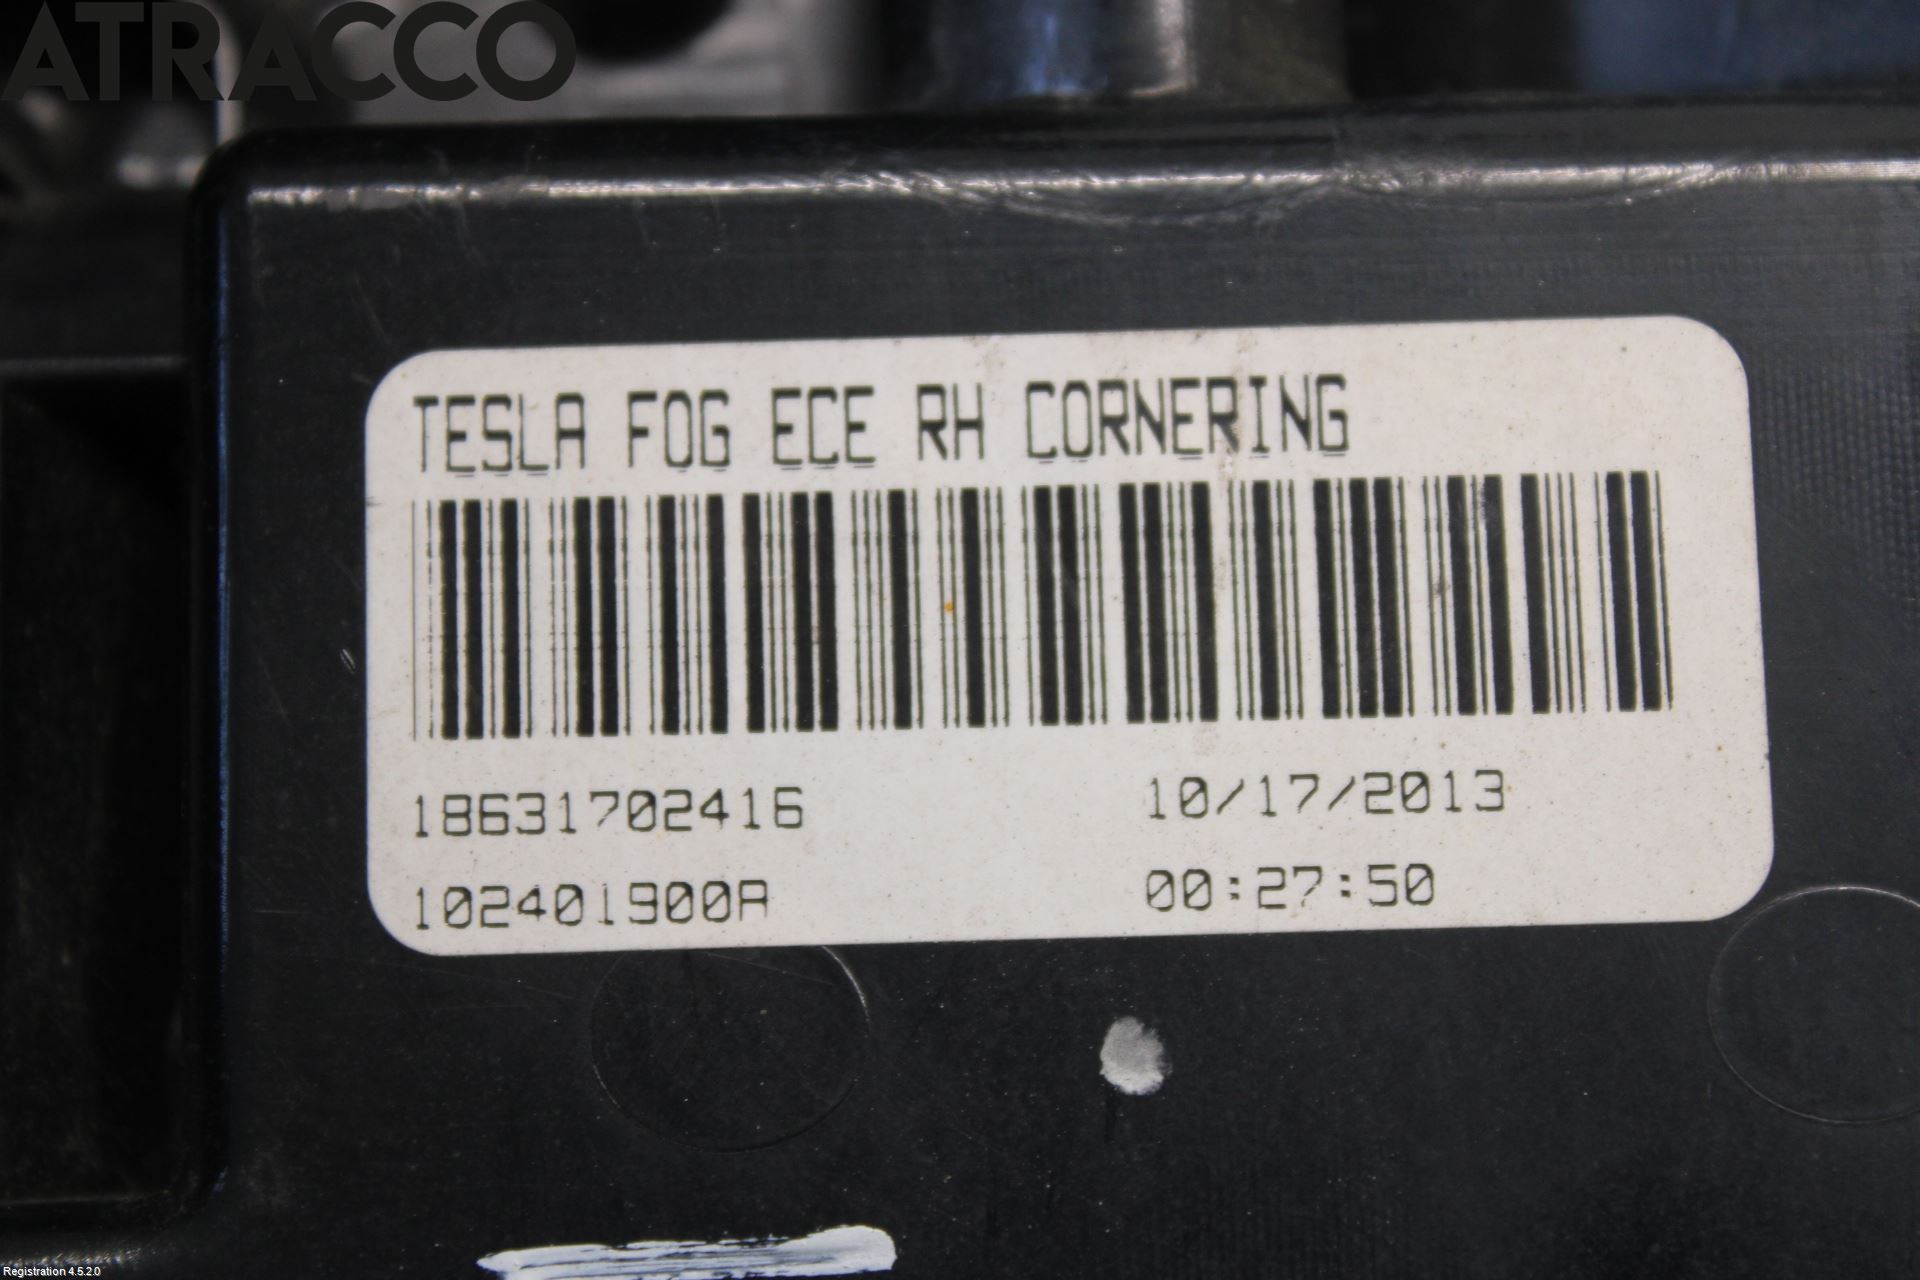 ATRACCO
TESLA FOG ECE RH CORNERING
18631702416 10/17/2013
102401900A 00:27:50
Registration 4.5.2.0